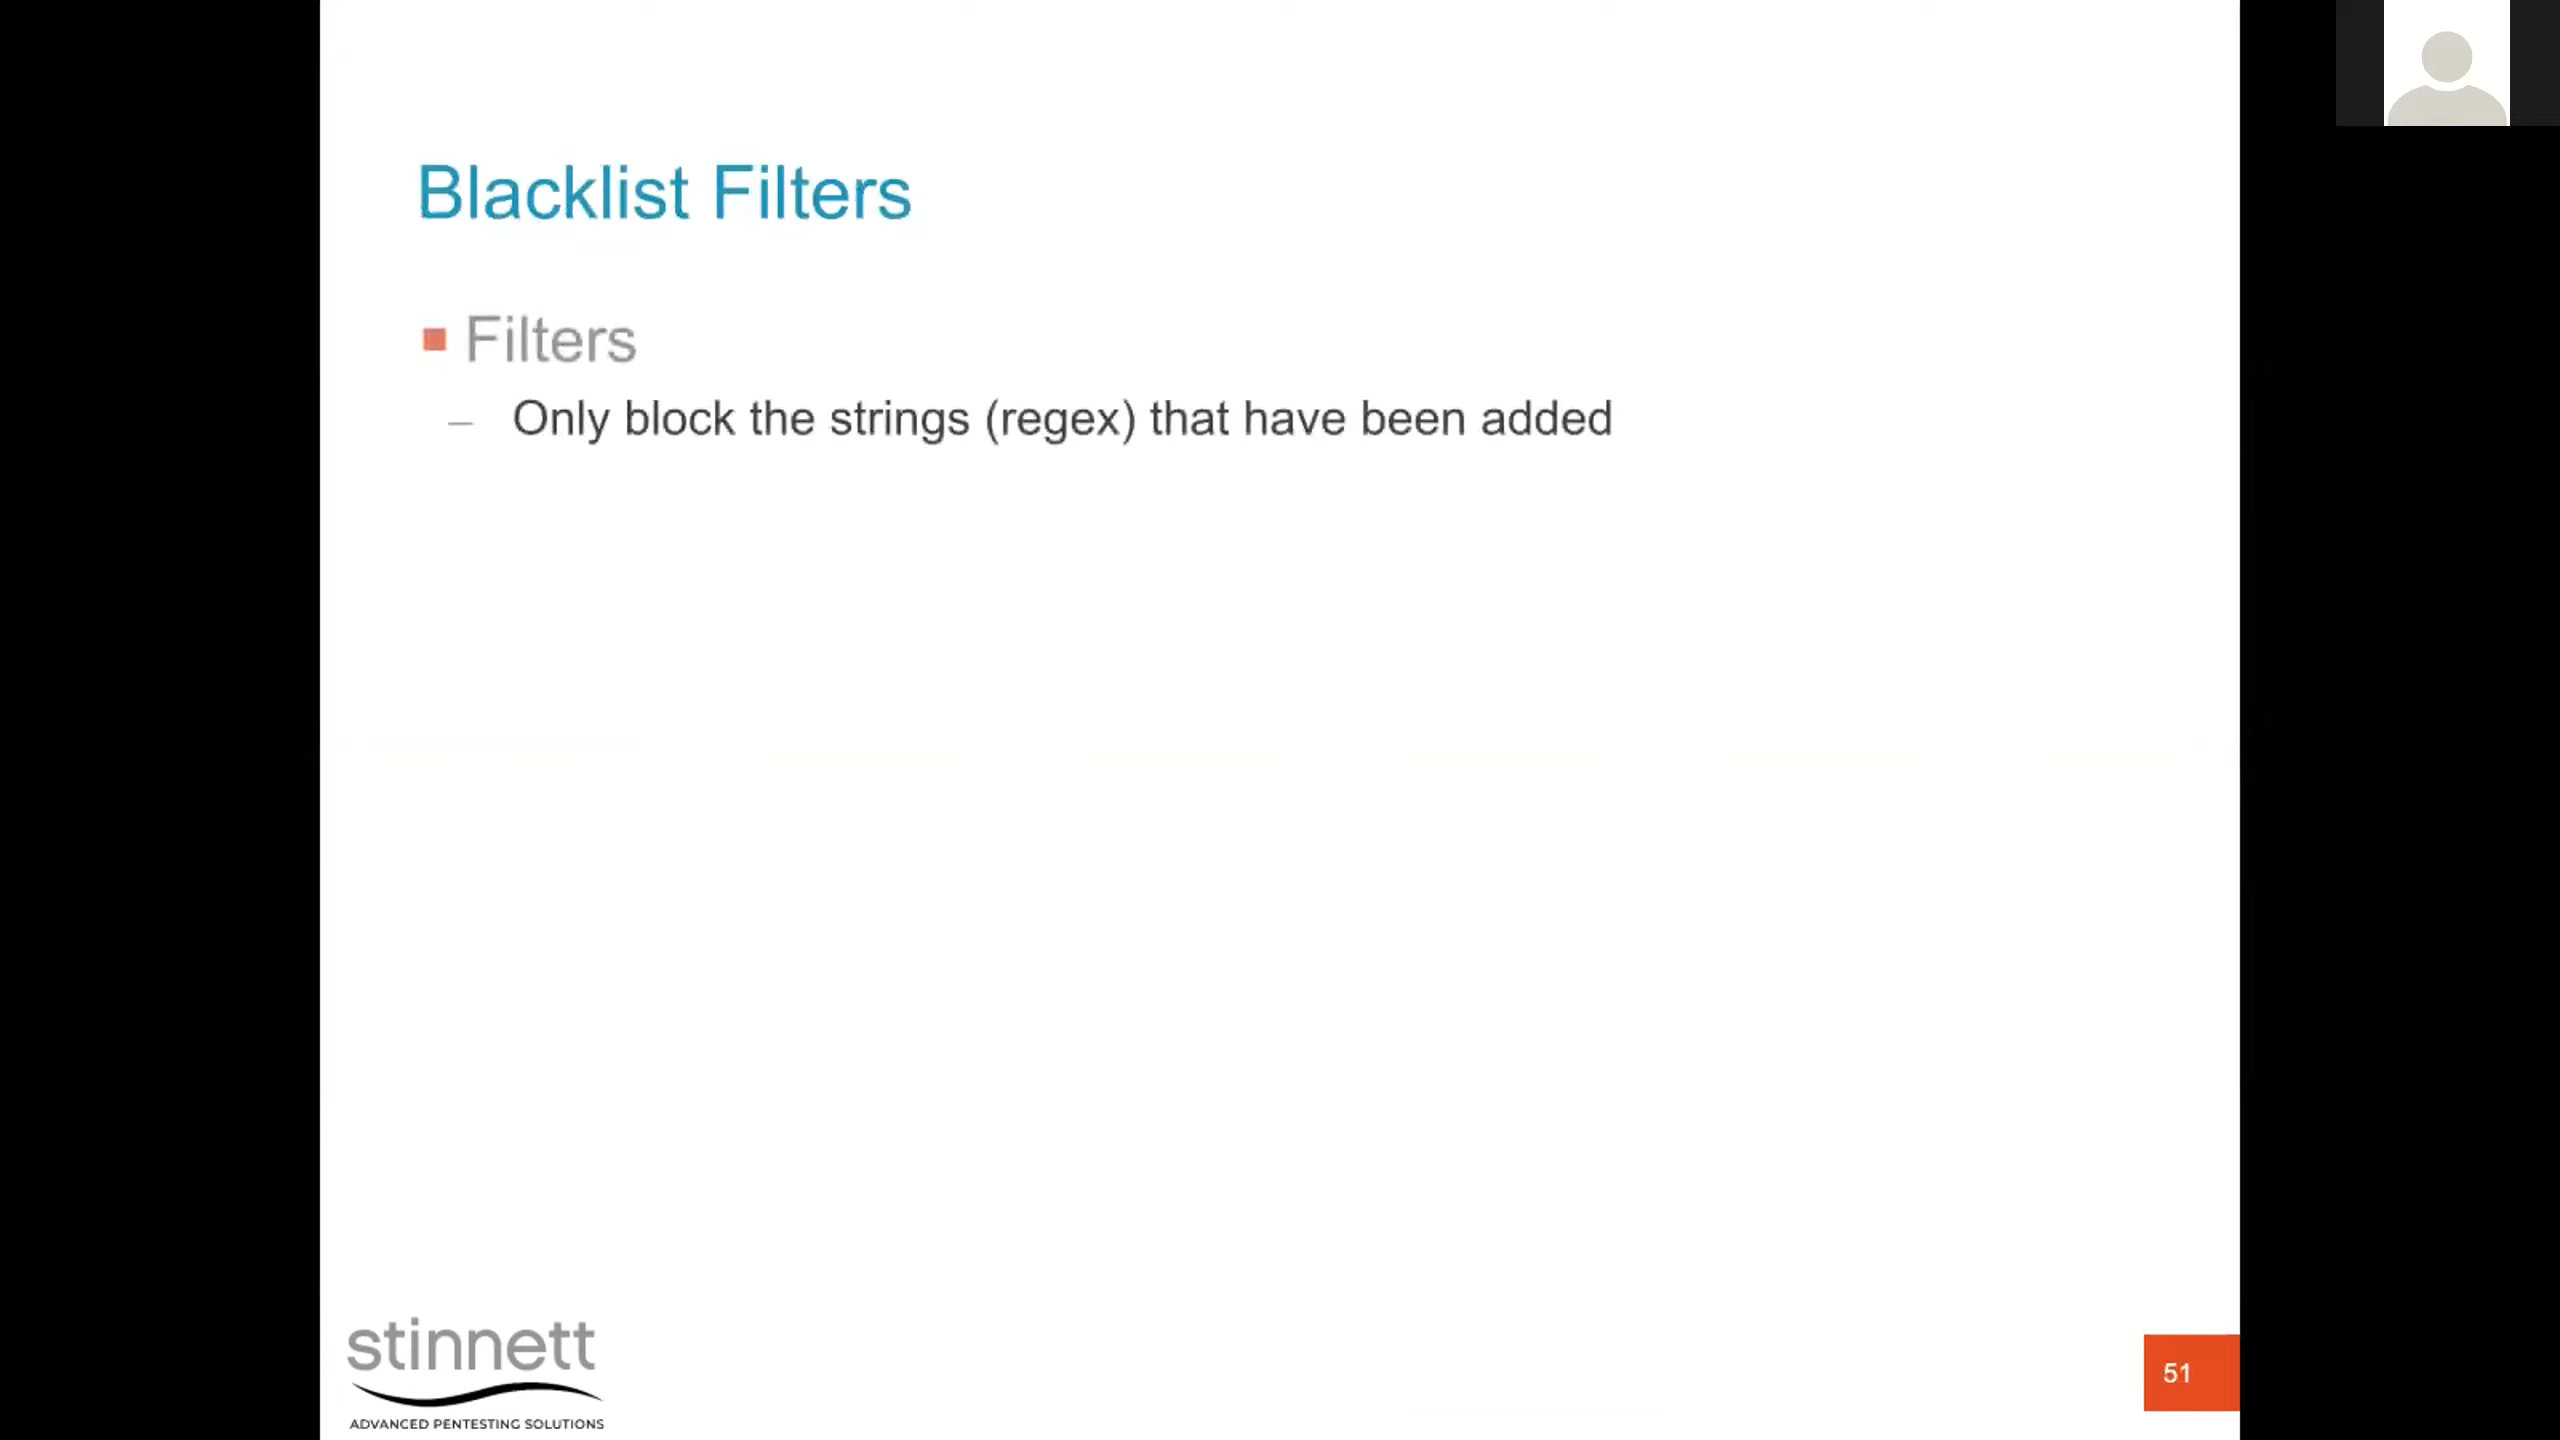 Blacklist Filters
Filters
– Only block the strings (regex) that have been added
stinnett
ADVANCED PENTESTING SOLUTIONS
51